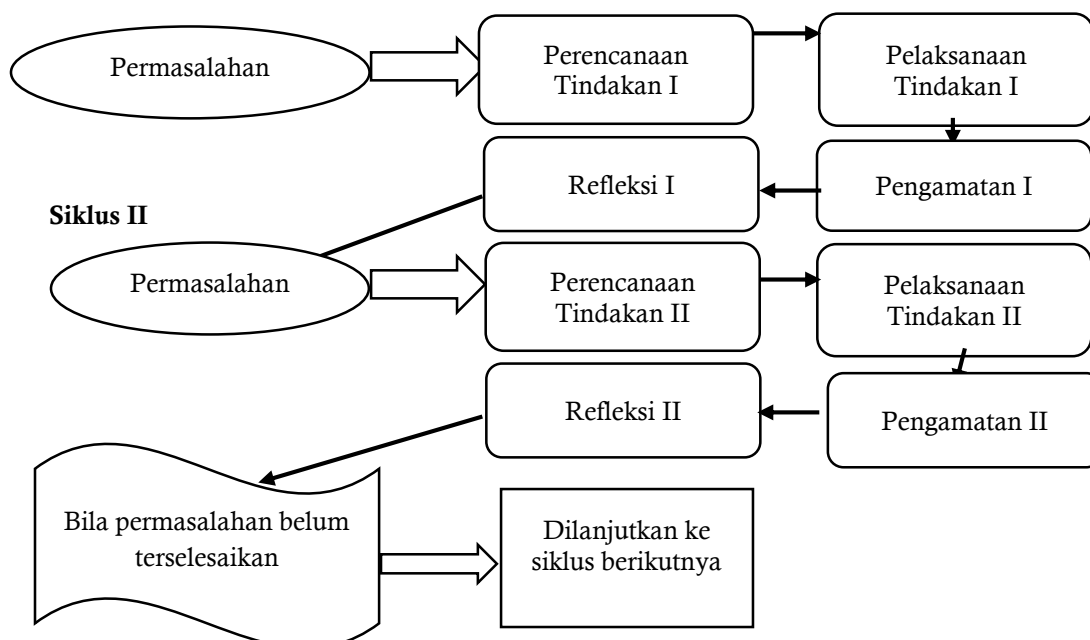 Permasalahan
Perencanaan
Tindakan I
Pelaksanaan
Tindakan I
Refleksi I
Pengamatan I
Siklus II
Permasalahan
Perencanaan
Tindakan II
Pelaksanaan
Tindakan II
Refleksi II
Pengamatan II
Bila permasalahan belum
terselesaikan
Dilanjutkan ke
siklus berikutnya